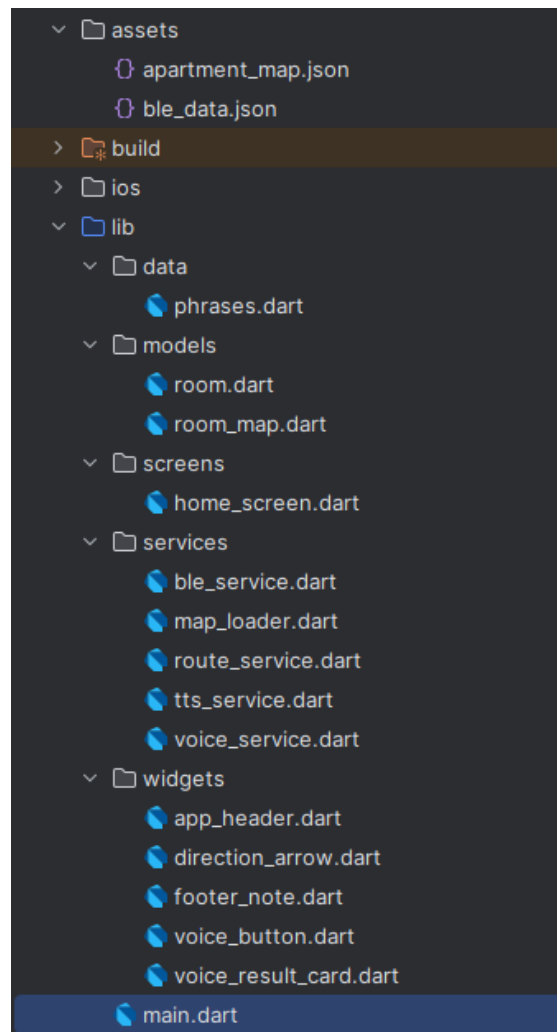 assets
apartment_map.json
ble_data.json
build
ios
lib
data
phrases.dart
models
room.dart
room_map.dart
screens
home_screen.dart
services
ble_service.dart
map_loader.dart
route_service.dart
tts_service.dart
voice_service.dart
widgets
app_header.dart
direction_arrow.dart
footer_note.dart
voice_button.dart
voice_result_card.dart
main.dart